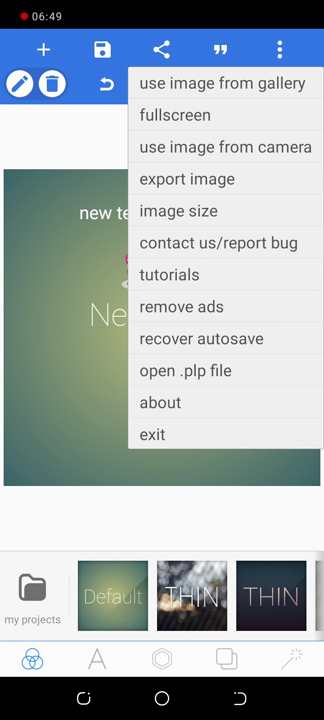 06:49
use image from gallery
fullscreen
use image from camera
export image
image size
contact us/report bug
tutorials
remove ads
recover autosave
open .plp file
about
exit
new te
Ne
my projects
Default
THIN
THIN